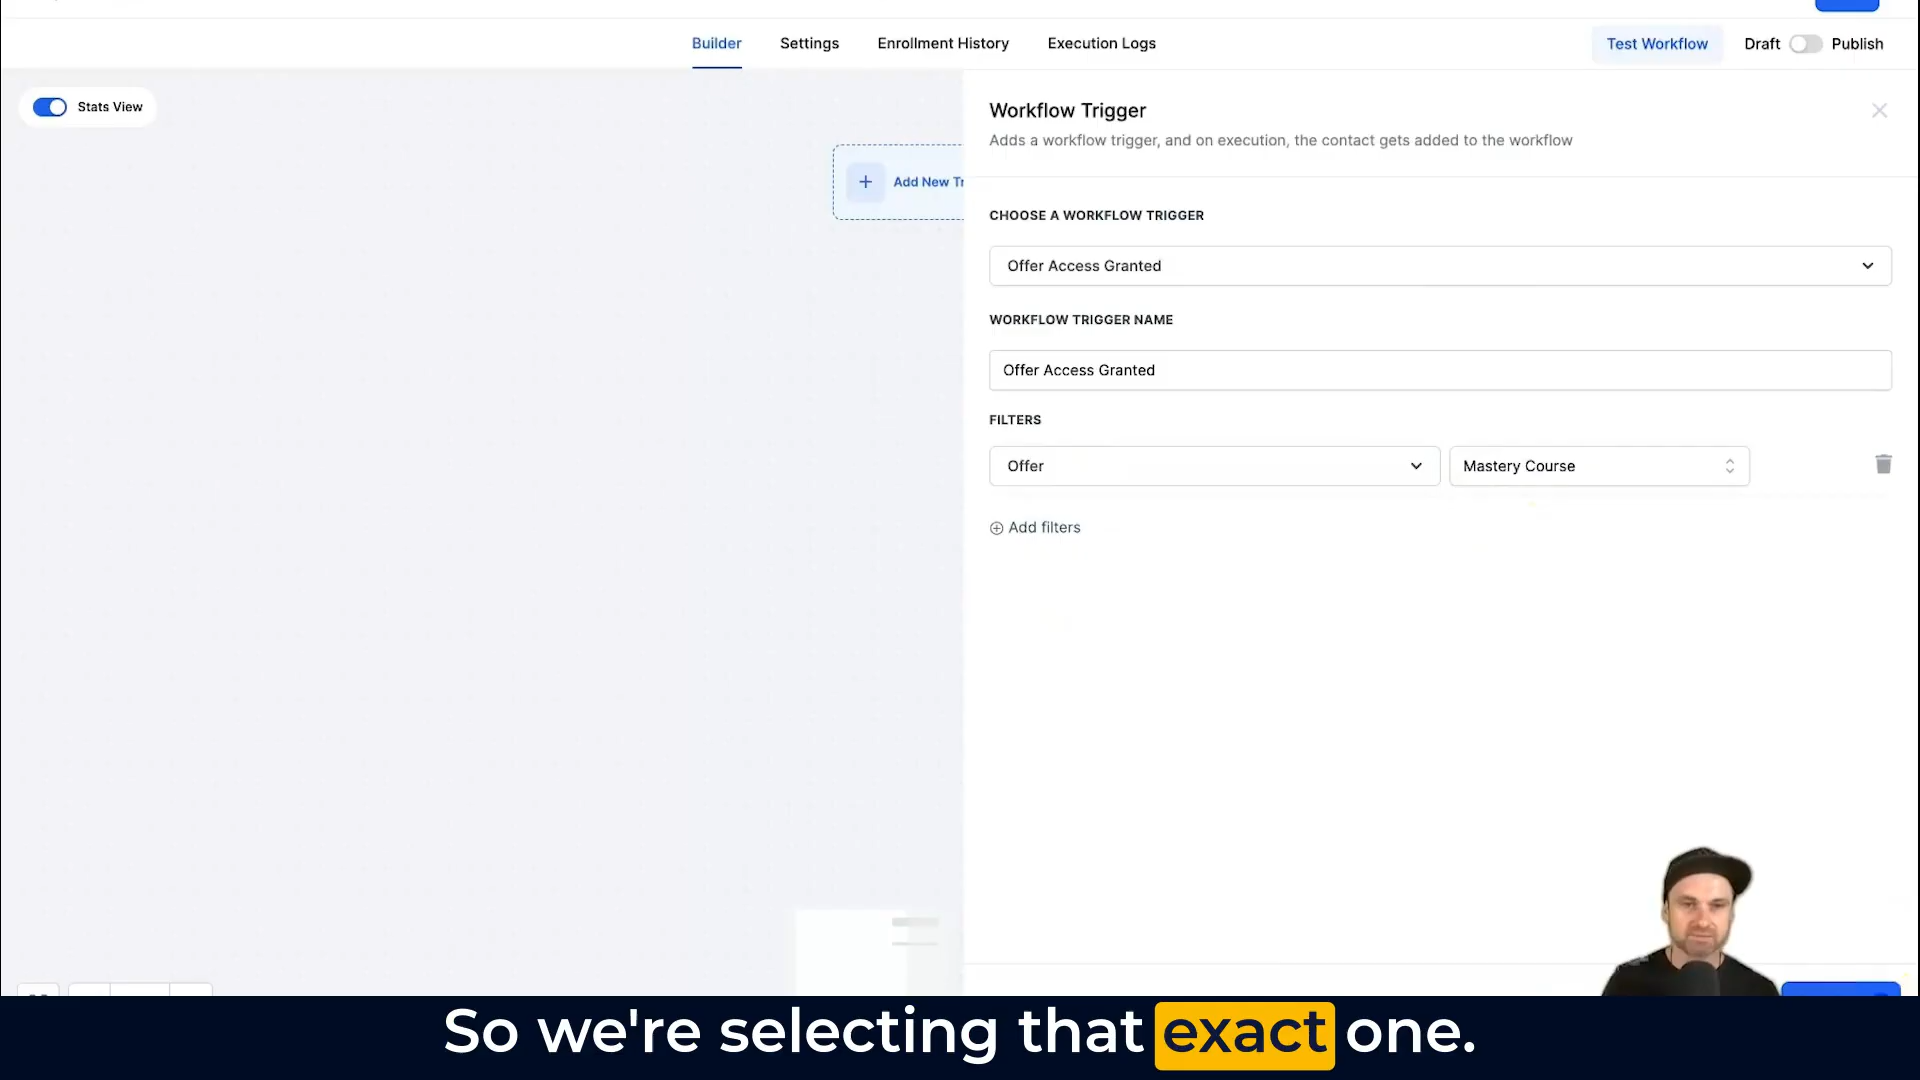 Builder
Settings
Enrollment History
Execution Logs
Test Workflow
Draft
Publish
Stats View
Workflow Trigger
Adds a workflow trigger, and on execution, the contact gets added to the workflow
Add New Tr
CHOOSE A WORKFLOW TRIGGER
Offer Access Granted
WORKFLOW TRIGGER NAME
Offer Access Granted
FILTERS
Offer
Mastery Course
Add filters
So we're selecting that exact one.